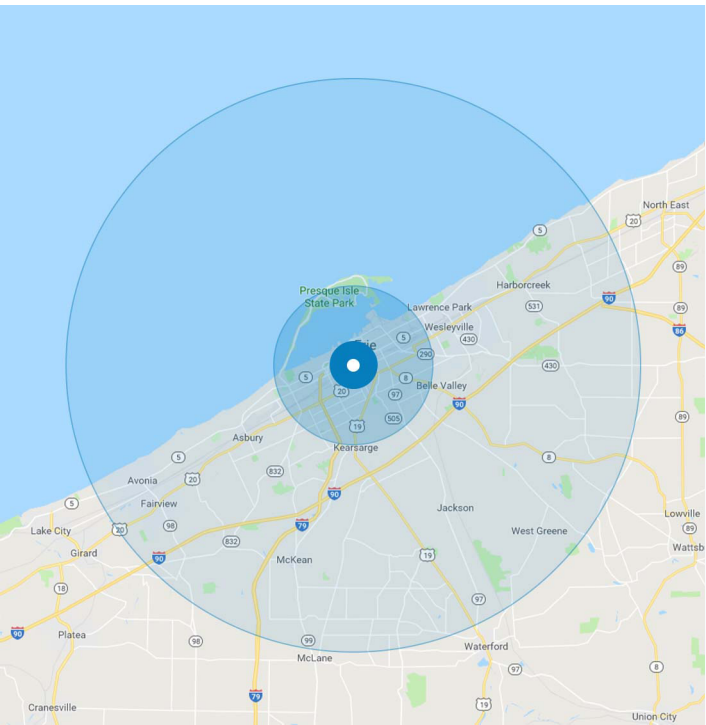 North East
5
20
89
Harborcreek
Presque Isle
State Park
90
531
89
Lawrence Park
Wesleyville
86
5
430
Erie
290
430
5
8
Belle Valley
20
97
90
89
505
19
Asbury
Kearsarge
5
832
8
Avonia
20
90
5
Fairview
Jackson
Lowville
98
79
Lake City
20
West Greene
89
832
Girard
Wattsb
90
McKean
19
18
97
90
Platea
98
99
Waterford
McLane
97
8
79
Cranesville
19
Union City